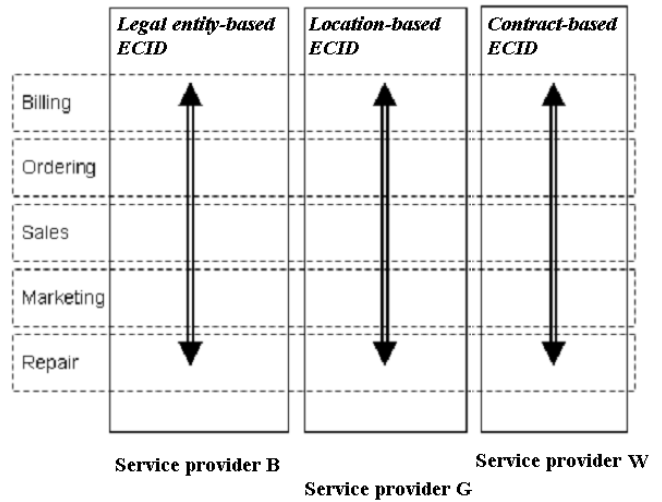 Legal entity-based
ECID
Location-based
ECID
Contract-based
ECID
Billing
Ordering
Sales
Marketing
Repair
Service provider B
Service provider G
Service provider W